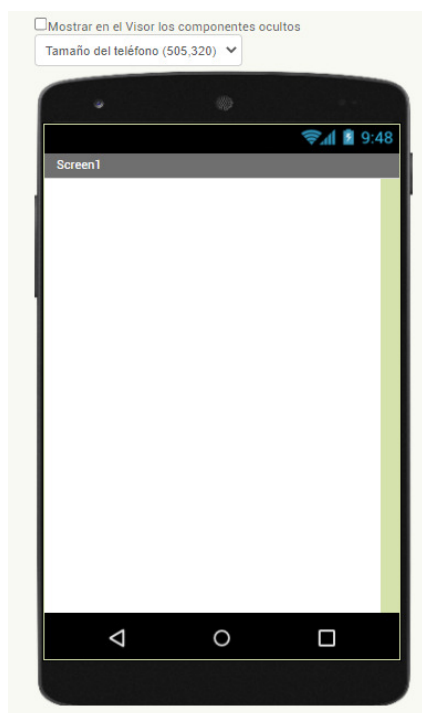 Mostrar en el Visor los componentes ocultos
Tamaño del teléfono (505,320)
9:48
Screen1